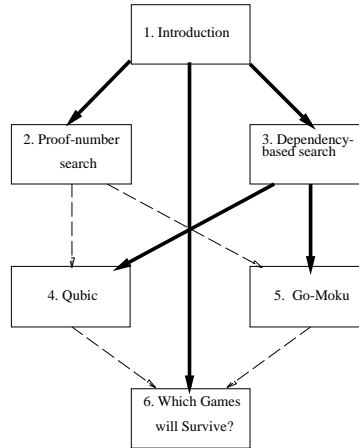 1. Introduction
2. Proof-number
search
3. Dependency-
based search
4. Qubic
5. Go-Moku
6. Which Games
will Survive?